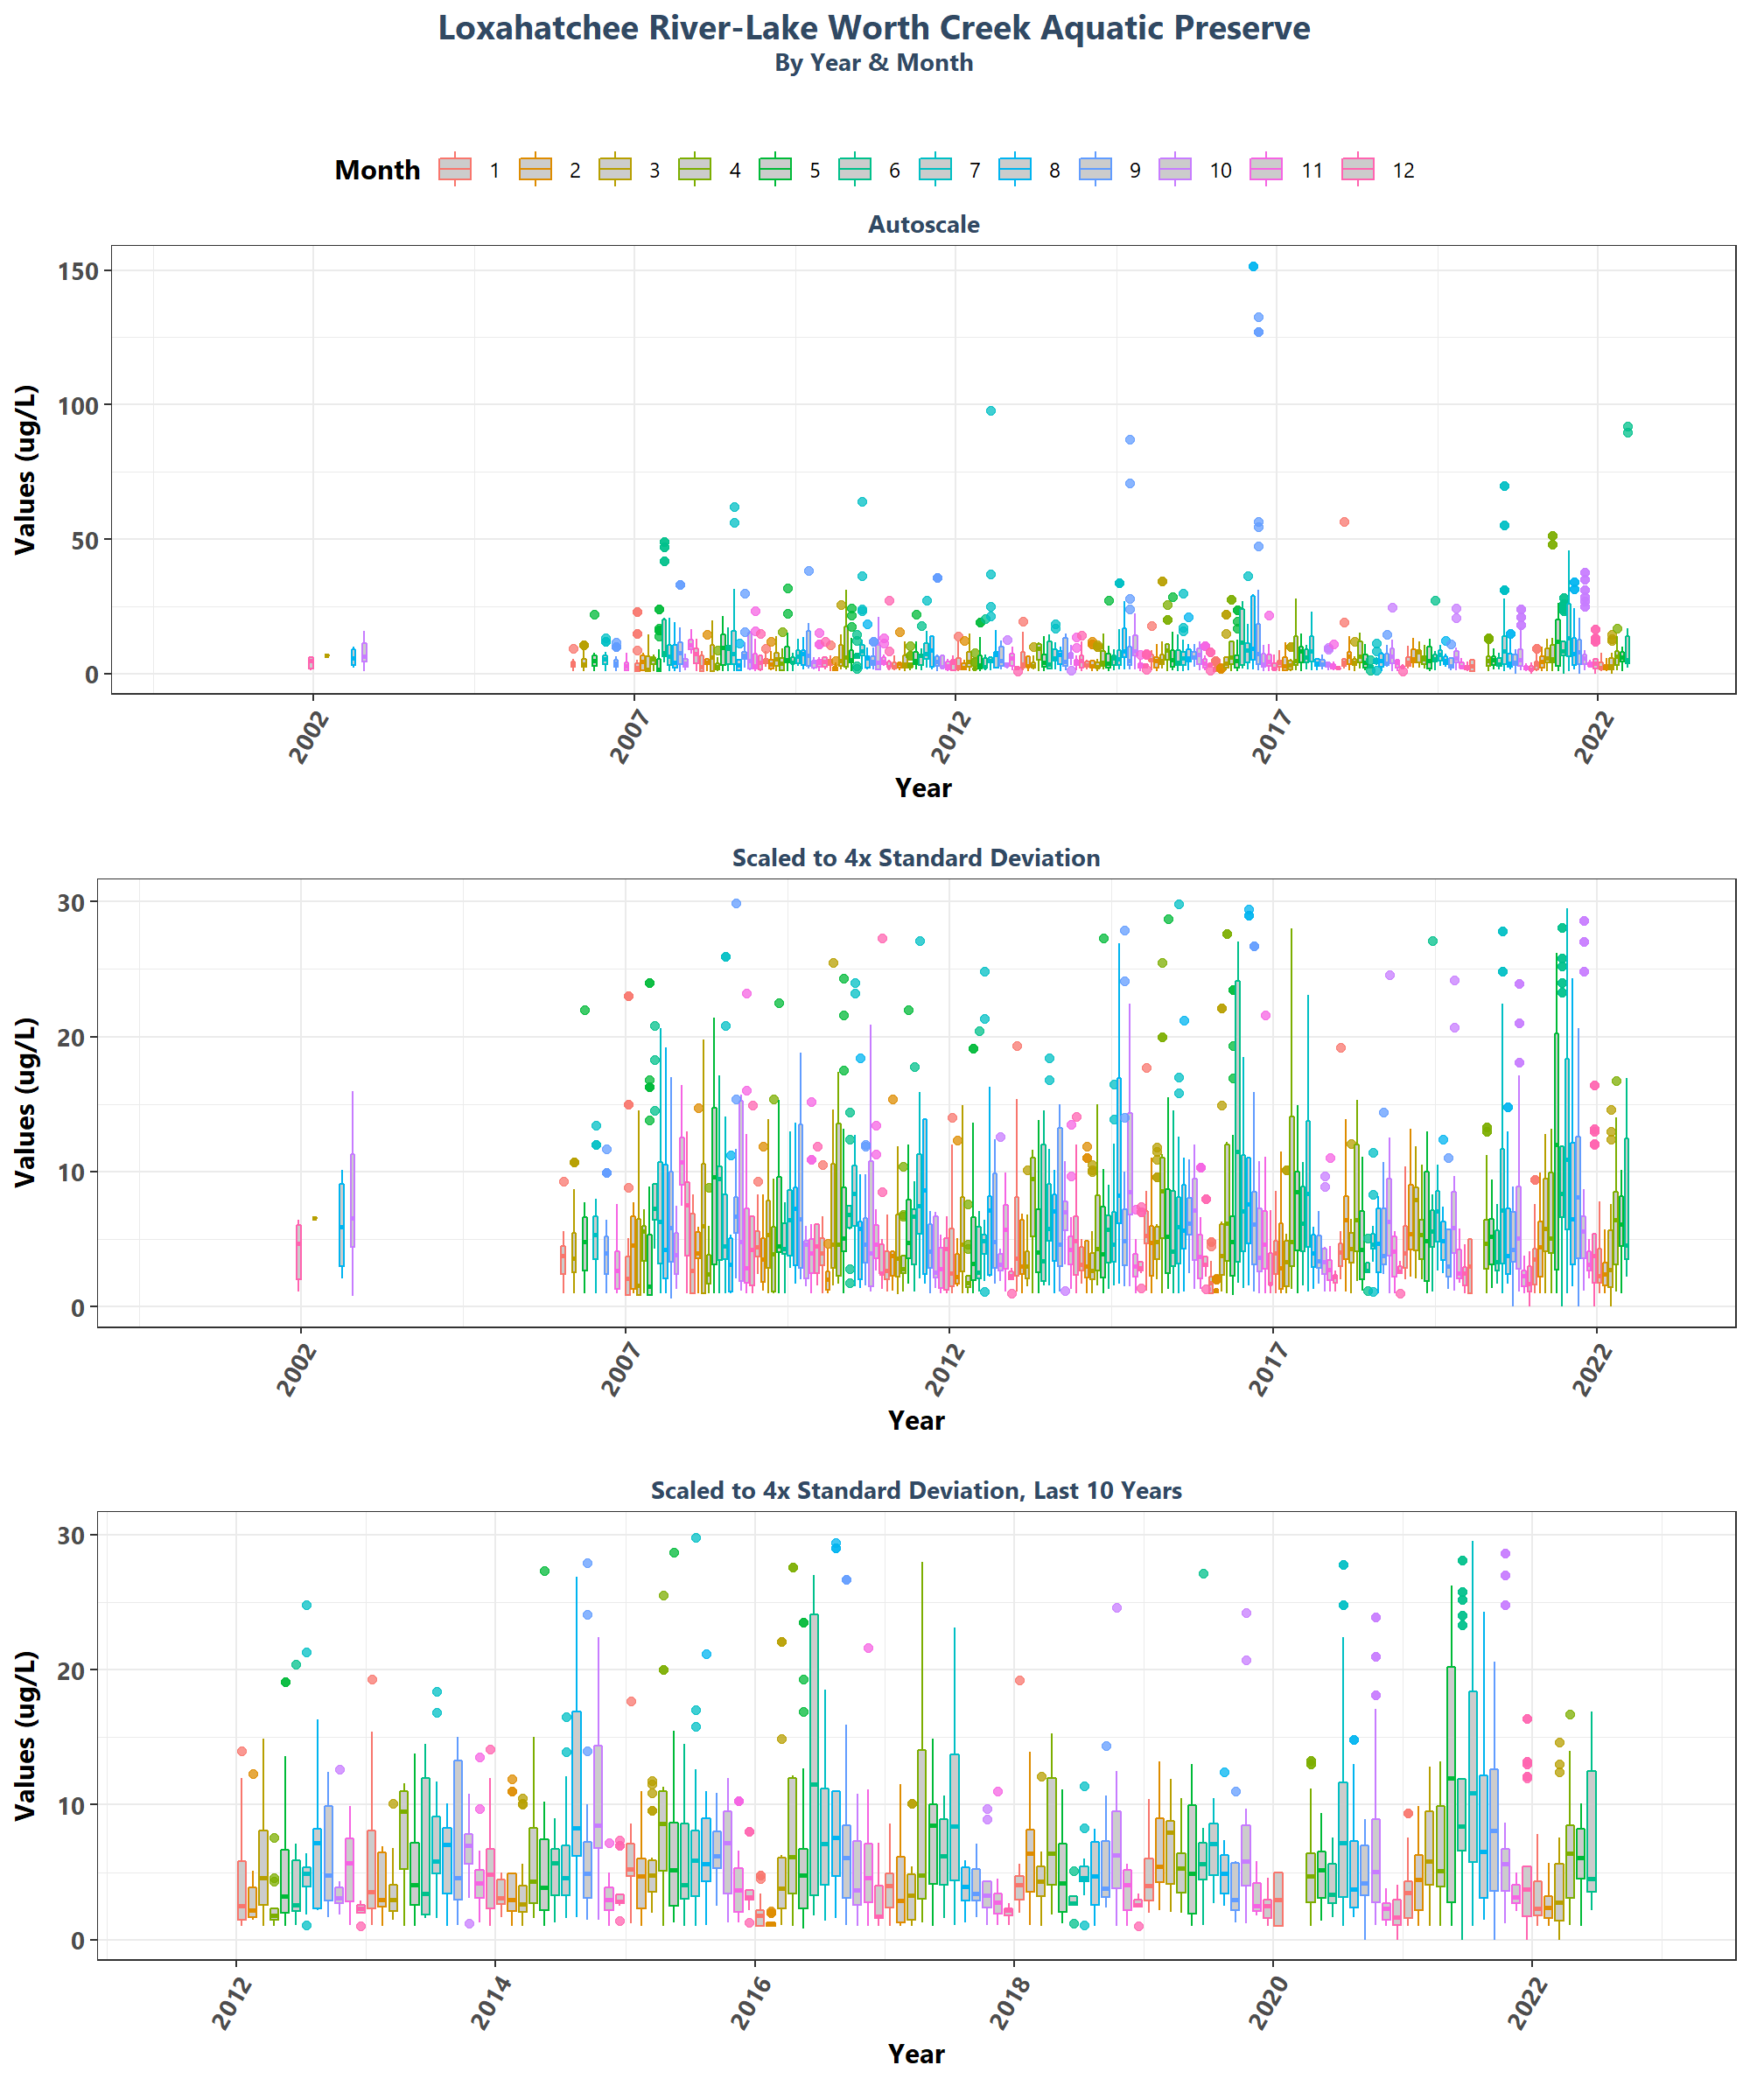 Loxahatchee River-Lake Worth Creek Aquatic Preserve
By Year & Month
Month 1 2 3 4 5 6 7 8 9 10 11 12
Autoscale
Values (ug/L)
150
100
50
0
2002 2007 2012 2017 2022
Year
Scaled to 4x Standard Deviation
Values (ug/L)
30
20
10
0
2002 2007 2012 2017 2022
Year
Scaled to 4x Standard Deviation, Last 10 Years
Values (ug/L)
30
20
10
0
2012 2014 2016 2018 2020 2022
Year